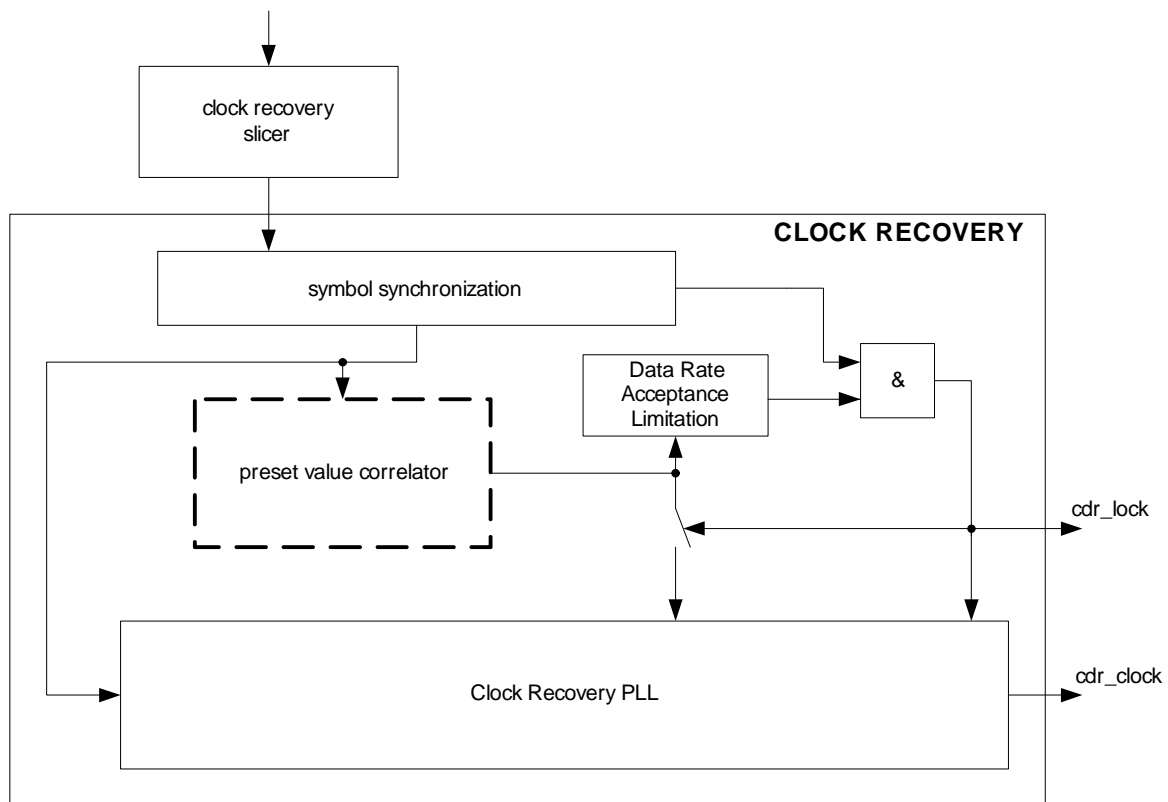 clock recovery
slicer
CLOCK RECOVERY
symbol synchronization
Data Rate
Acceptance
Limitation
&
preset value correlator
cdr_lock
Clock Recovery PLL
cdr_clock